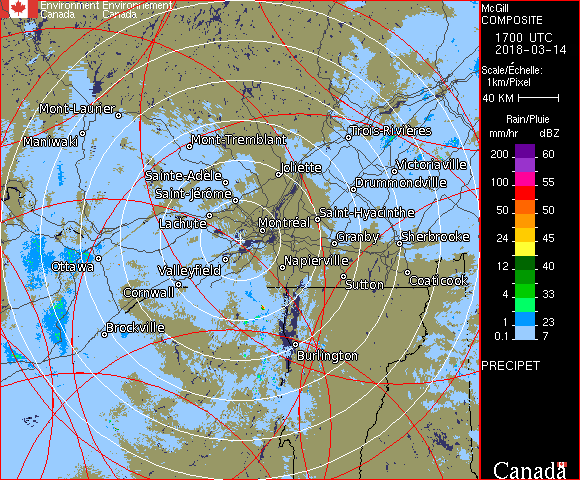 Environment Environnement
Canada Canada
McGill
COMPOSITE
1700 UTC
2018-03-14
Scale/Échelle:
1km/Pixel
40 KM
Rain/Pluie
mm/hr dBZ
200 60
100 55
50 50
24 45
12 40
4 33
1 23
0.1 7
PRECIPET
Canada
Mont-Laurier
Maniwaki
Mont-Tremblant
Trois-Rivières
Joliette
Victoriaville
Sainte-Adèle
Drummondville
Saint-Jérôme
Lachute
Saint-Hyacinthe
Montréal
Granby
Sherbrooke
Ottawa
Valleyfield
Napierville
Sutton
Coaticook
Cornwall
Brockville
Burlington